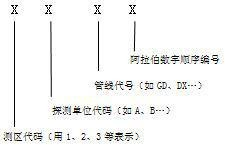 X X X X
阿拉伯数字顺序编号
管线代号（如GD、DX…）
探测单位代码（如A、B…）
测区代码（用1、2、3等表示）